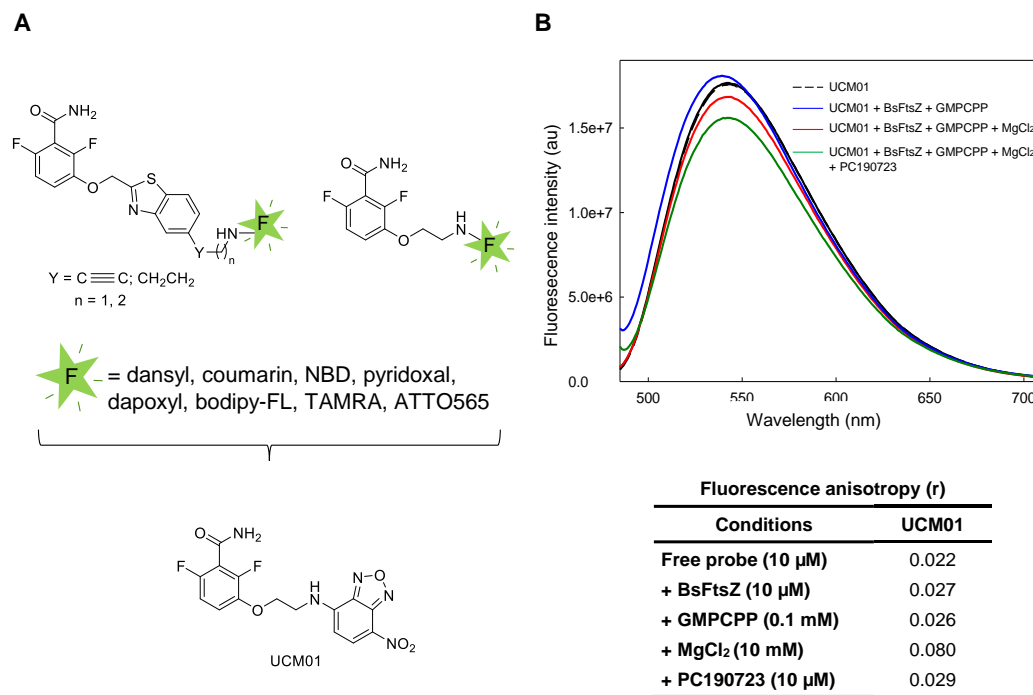 A
O
NH₂
F
F
O
S
N
HN
F
Y
( )n
Y = C≡C; CH₂CH₂
n = 1, 2
O
NH₂
F
F
O
H
N
F
F = dansyl, coumarin, NBD, pyridoxal,
dapoxyl, bodipy-FL, TAMRA, ATTO565
O
NH₂
F
F
O
H
N
N
O
N
NO₂
UCM01
B
UCM01
UCM01 + BsFtsZ + GMPCPP
UCM01 + BsFtsZ + GMPCPP + MgCl₂
UCM01 + BsFtsZ + GMPCPP + MgCl₂
+ PC190723
Fluoresecence intensity (au)
1.5e+7
1.0e+7
5.0e+6
0.0
500 550 600 650 700
Wavelength (nm)
Fluorescence anisotropy (r)
Conditions UCM01
Free probe (10 µM) 0.022
+ BsFtsZ (10 µM) 0.027
+ GMPCPP (0.1 mM) 0.026
+ MgCl₂ (10 mM) 0.080
+ PC190723 (10 µM) 0.029